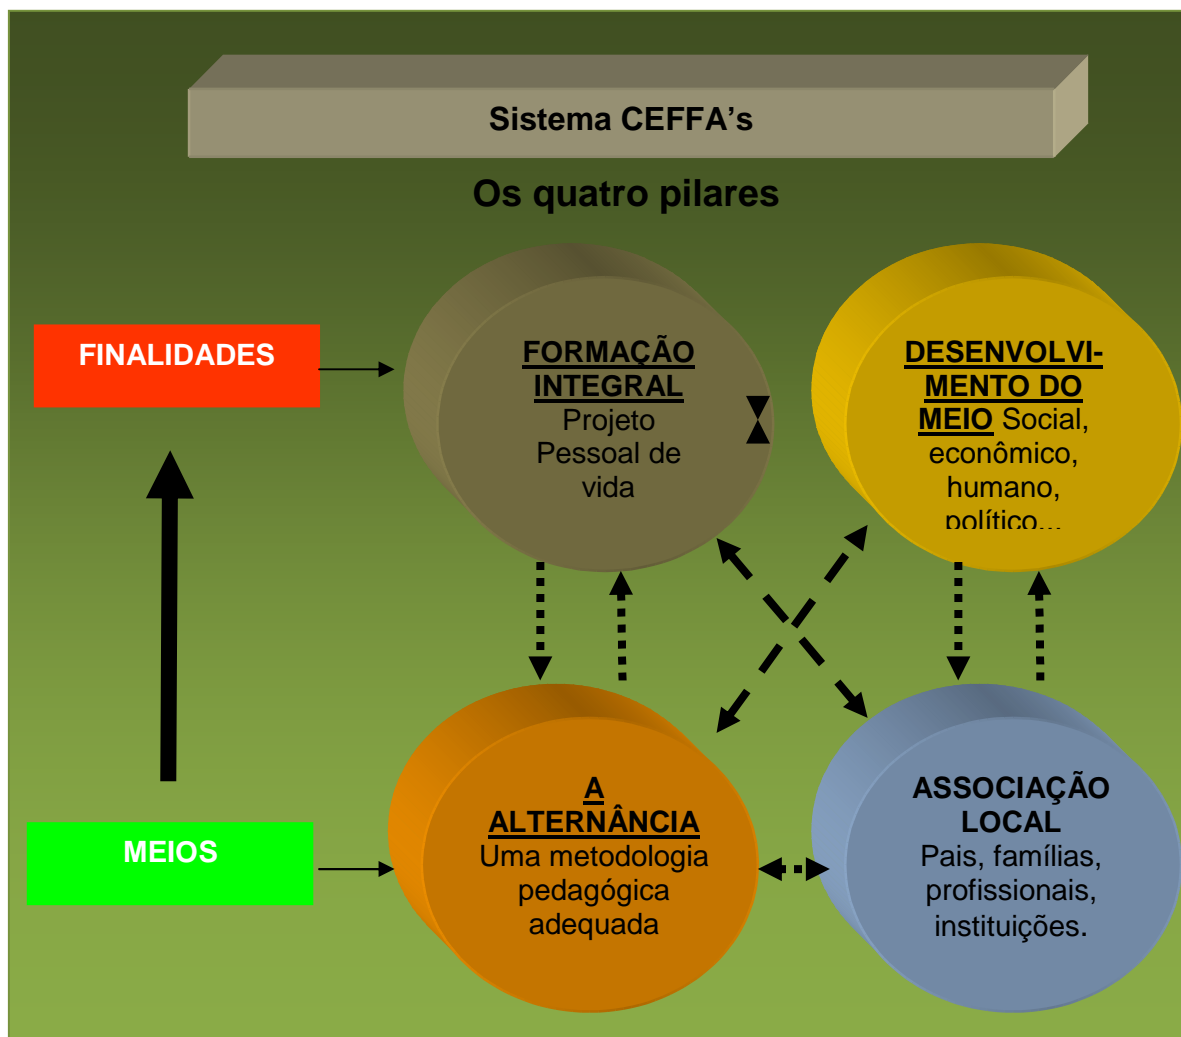 Sistema CEFFA’s
Os quatro pilares
FINALIDADES
FORMAÇÃO
INTEGRAL
Projeto
Pessoal de
vida
DESENVOLVI-
MENTO DO
MEIO Social,
econômico,
humano,
político...
MEIOS
A
ALTERNÂNCIA
Uma metodologia
pedagógica
adequada
ASSOCIAÇÃO
LOCAL
Pais, famílias,
profissionais,
instituições.